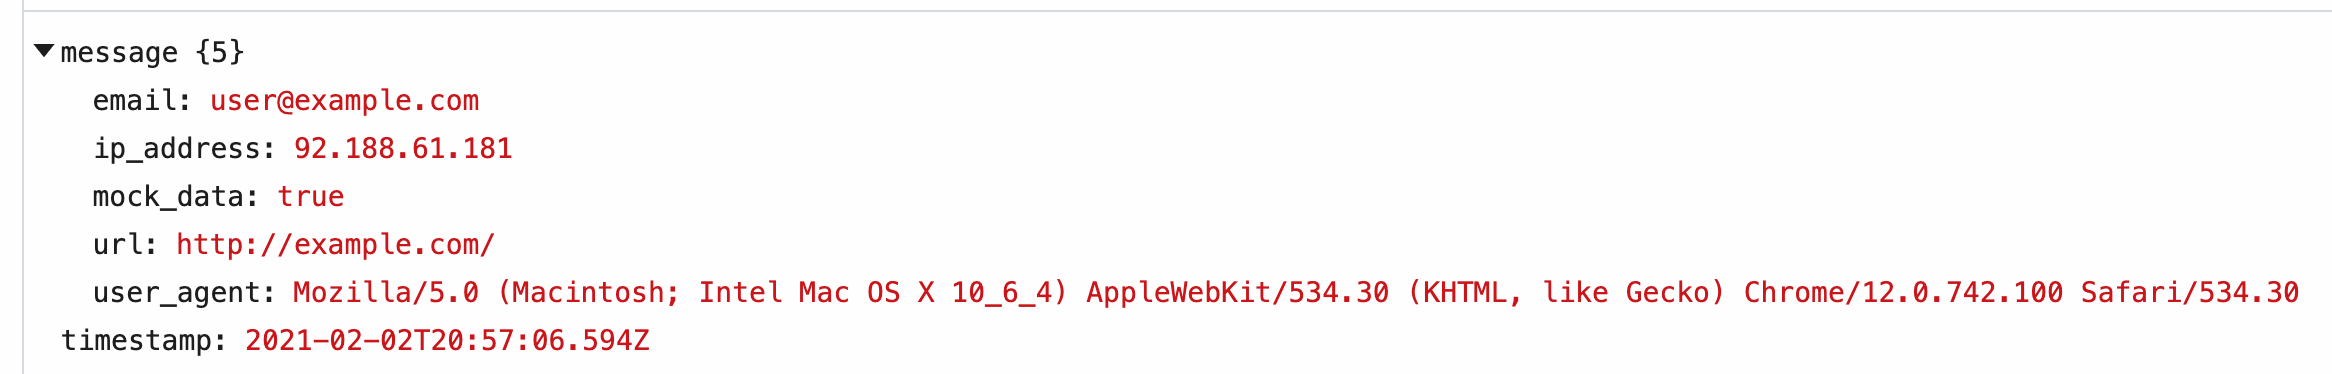 message {5}
email: user@example.com
ip_address: 92.188.61.181
mock_data: true
url: http://example.com/
user_agent: Mozilla/5.0 (Macintosh; Intel Mac OS X 10_6_4) AppleWebKit/534.30 (KHTML, like Gecko) Chrome/12.0.742.100 Safari/534.30
timestamp: 2021-02-02T20:57:06.594Z